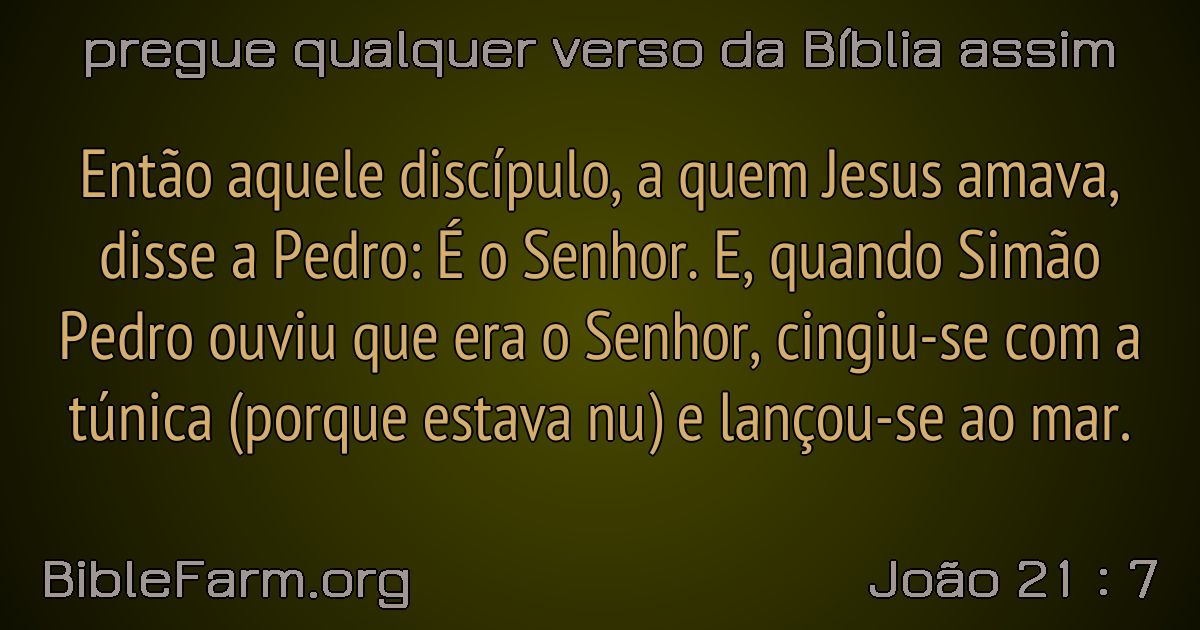 pregue qualquer verso da Bíblia assim
Então aquele discípulo, a quem Jesus amava,
disse a Pedro: É o Senhor. E, quando Simão
Pedro ouviu que era o Senhor, cingiu-se com a
túnica (porque estava nu) e lançou-se ao mar.
BibleFarm.org
João 21 : 7